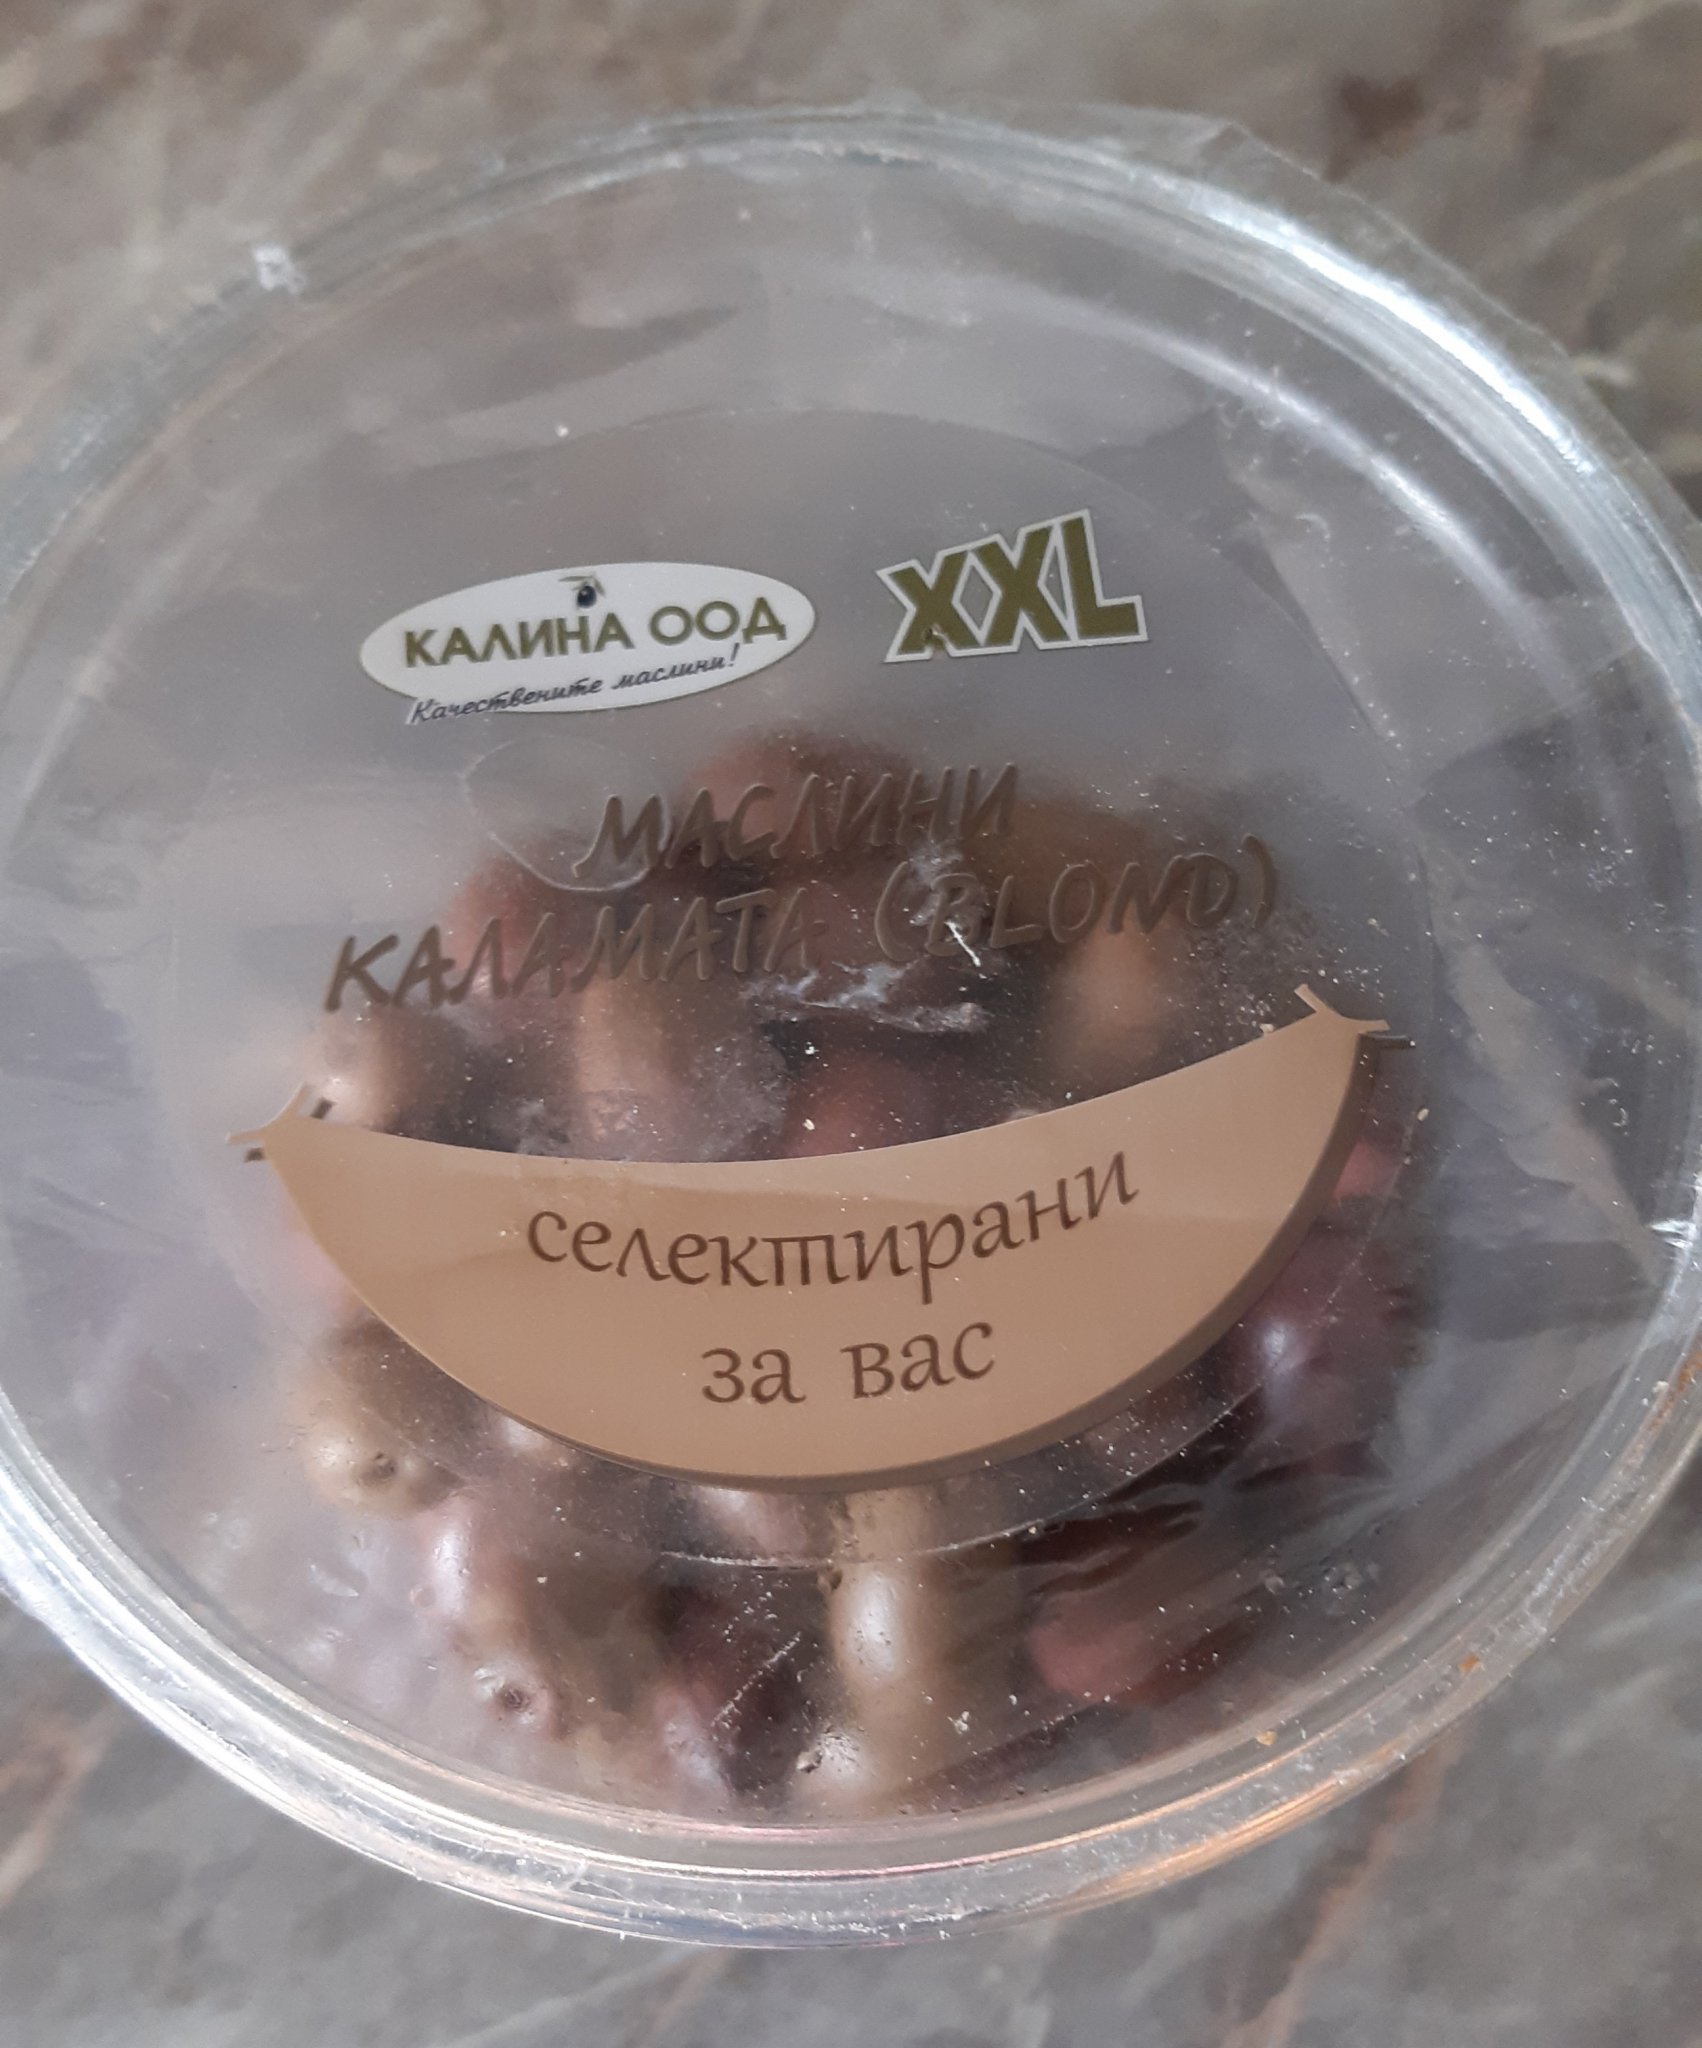 КАЛИНА ООД
Качествените маслини!
XXL
МАСЛИНИ
КАЛАМАТА (BLOND)
селектирани
за вас